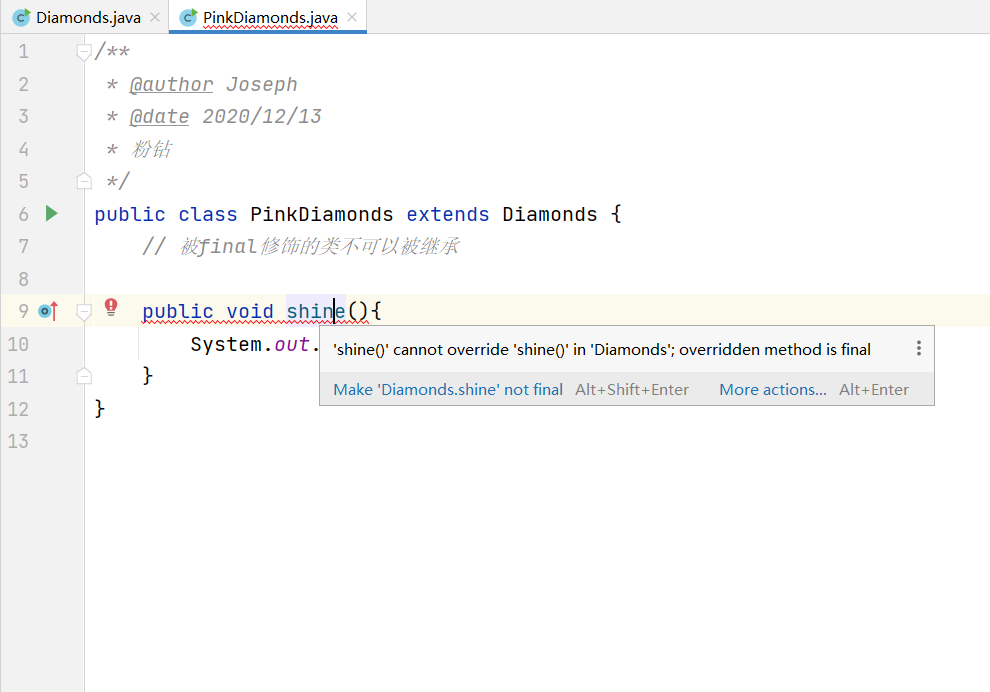 Diamonds.java
PinkDiamonds.java
1 /**
2 * @author Joseph
3 * @date 2020/12/13
4 * 粉钻
5 */
6 public class PinkDiamonds extends Diamonds {
7 // 被final修饰的类不可以被继承
8
9 public void shine(){
10 System.out.
'shine()' cannot override 'shine()' in 'Diamonds'; overridden method is final
11 }
Make 'Diamonds.shine' not final Alt+Shift+Enter More actions... Alt+Enter
12 }
13